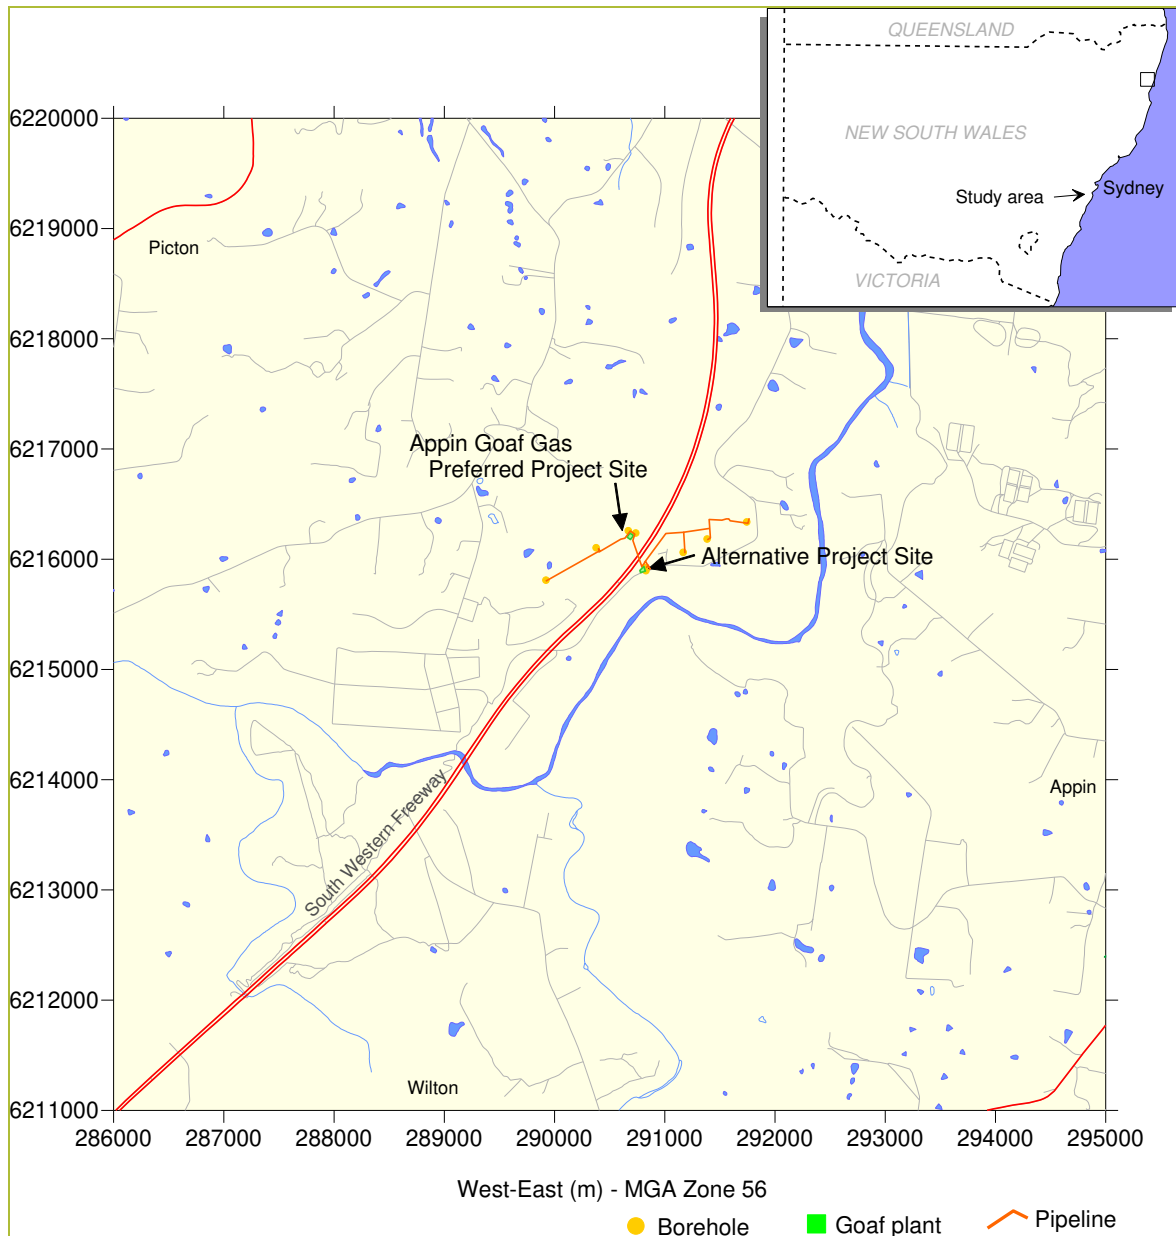 QUEENSLAND
NEW SOUTH WALES
Study area
Sydney
VICTORIA
6220000
6219000
Picton
6218000
6217000
Appin Goaf Gas
Preferred Project Site
6216000
Alternative Project Site
6215000
6214000
Appin
South Western Freeway
6213000
6212000
Wilton
6211000
286000 287000 288000 289000 290000 291000 292000 293000 294000 295000
West-East (m) - MGA Zone 56
Borehole Goaf plant Pipeline